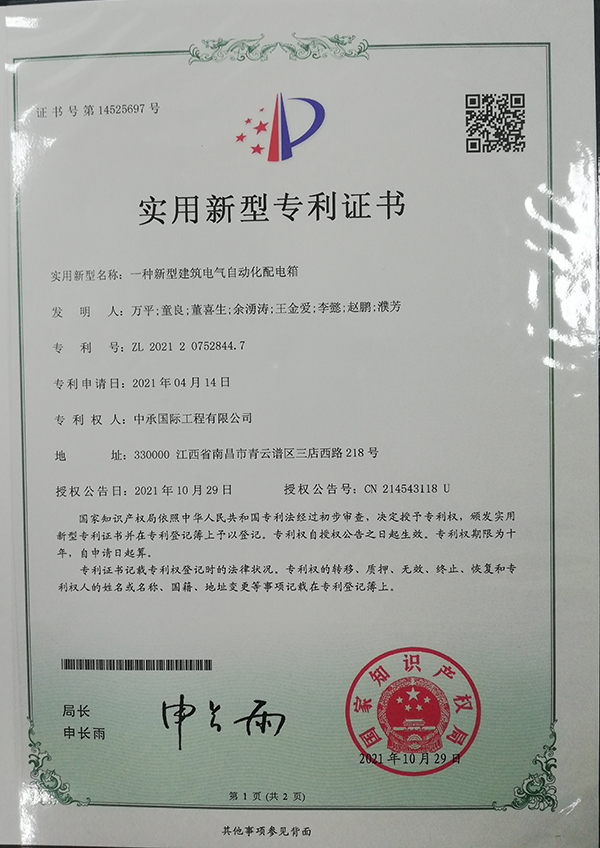 证书号第14525697号
实用新型专利证书
实用新型名称：一种新型建筑电气自动化配电箱
发明人：万平;童良;董喜生;余湧涛;王金爱;李懿;赵鹏;濮芳
专利号：ZL 2021 2 0752844.7
专利申请日：2021年04月14日
专利权人：中承国际工程有限公司
地址：330000 江西省南昌市青云谱区三店西路218号
授权公告日：2021年10月29日 授权公告号：CN 214543118 U
国家知识产权局依照中华人民共和国专利法经过初步审查，决定授予专利权，颁发实用
新型专利证书并在专利登记簿上予以登记。专利权自授权公告之日起生效。专利权期限为十
年，自申请日起算。
专利证书记载专利权登记时的法律状况。专利权的转移、质押、无效、终止、恢复和专
利权人的姓名或名称、国籍、地址变更等事项记载在专利登记簿上。
局长
申长雨
申长雨
国家知识产权局
2021年10月29日
第1页(共2页)
其他事项参见背面